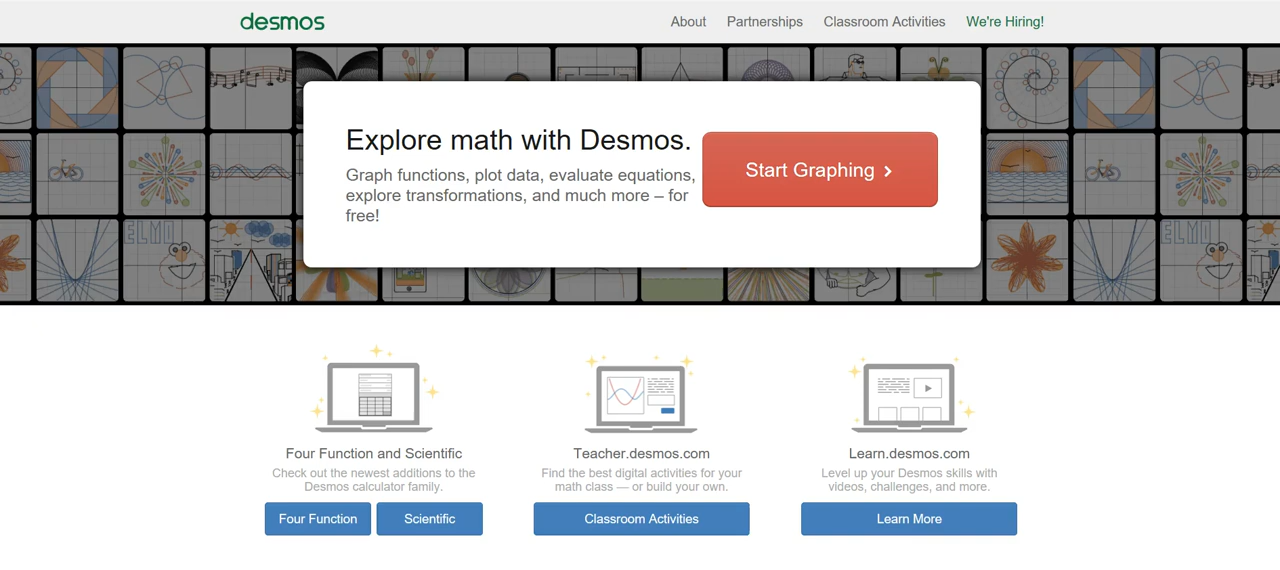 desmos
About Partnerships Classroom Activities We're Hiring!
Explore math with Desmos.
Graph functions, plot data, evaluate equations,
explore transformations, and much more – for
free!
Start Graphing
ELMO
ELMO
Four Function and Scientific
Check out the newest additions to the
Desmos calculator family.
Four Function Scientific
Teacher.desmos.com
Find the best digital activities for your
math class — or build your own.
Classroom Activities
Learn.desmos.com
Level up your Desmos skills with
videos, challenges, and more.
Learn More